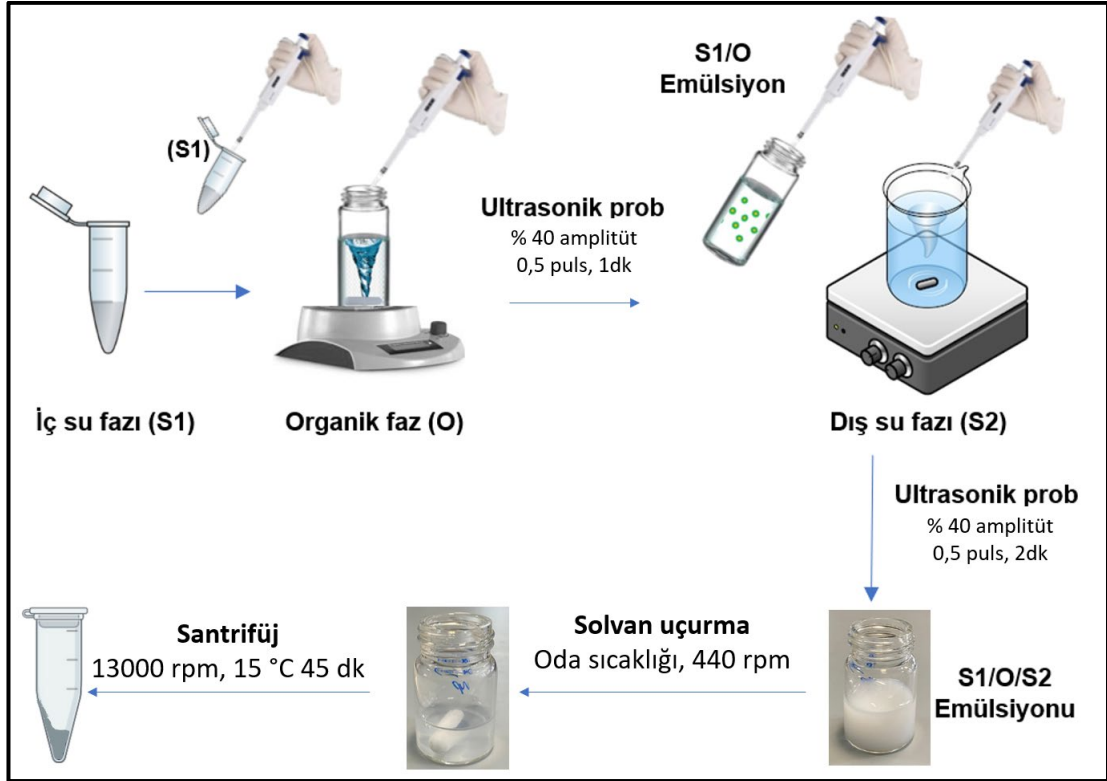 S1/O
Emülsiyon
(S1)
Ultrasonik prob
% 40 amplitüt
0,5 puls, 1dk
İç su fazı (S1)
Organik faz (O)
Dış su fazı (S2)
Ultrasonik prob
% 40 amplitüt
0,5 puls, 2dk
Santrifüj
13000 rpm, 15 °C 45 dk
Solvan uçurma
Oda sıcaklığı, 440 rpm
S1/O/S2
Emülsiyonu